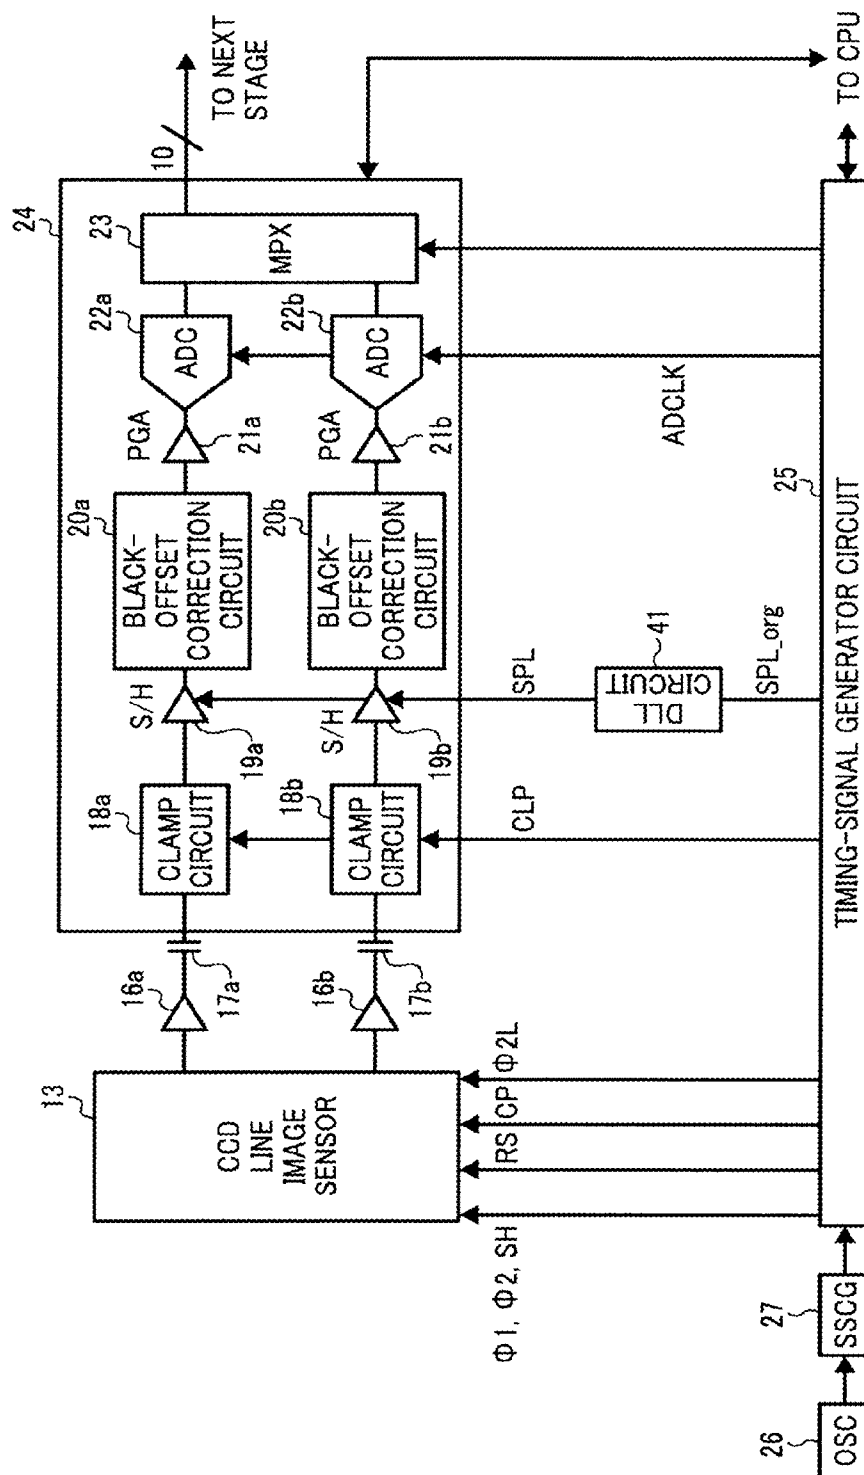 13
CCD
LINE
IMAGE
SENSOR
16a
17a
16b
17b
24
18a
CLAMP
CIRCUIT
18b
CLAMP
CIRCUIT
S/H
19a
S/H
19b
20a
BLACK-
OFFSET
CORRECTION
CIRCUIT
20b
BLACK-
OFFSET
CORRECTION
CIRCUIT
PGA
21a
PGA
21b
22a
ADC
22b
ADC
23
MPX
10
TO NEXT
STAGE
Φ1, Φ2, SH
RS
CP
Φ2L
CLP
SPL
41
DLL
CIRCUIT
SPL_org
ADCLK
TO CPU
26
OSC
27
SSCG
25
TIMING-SIGNAL GENERATOR CIRCUIT